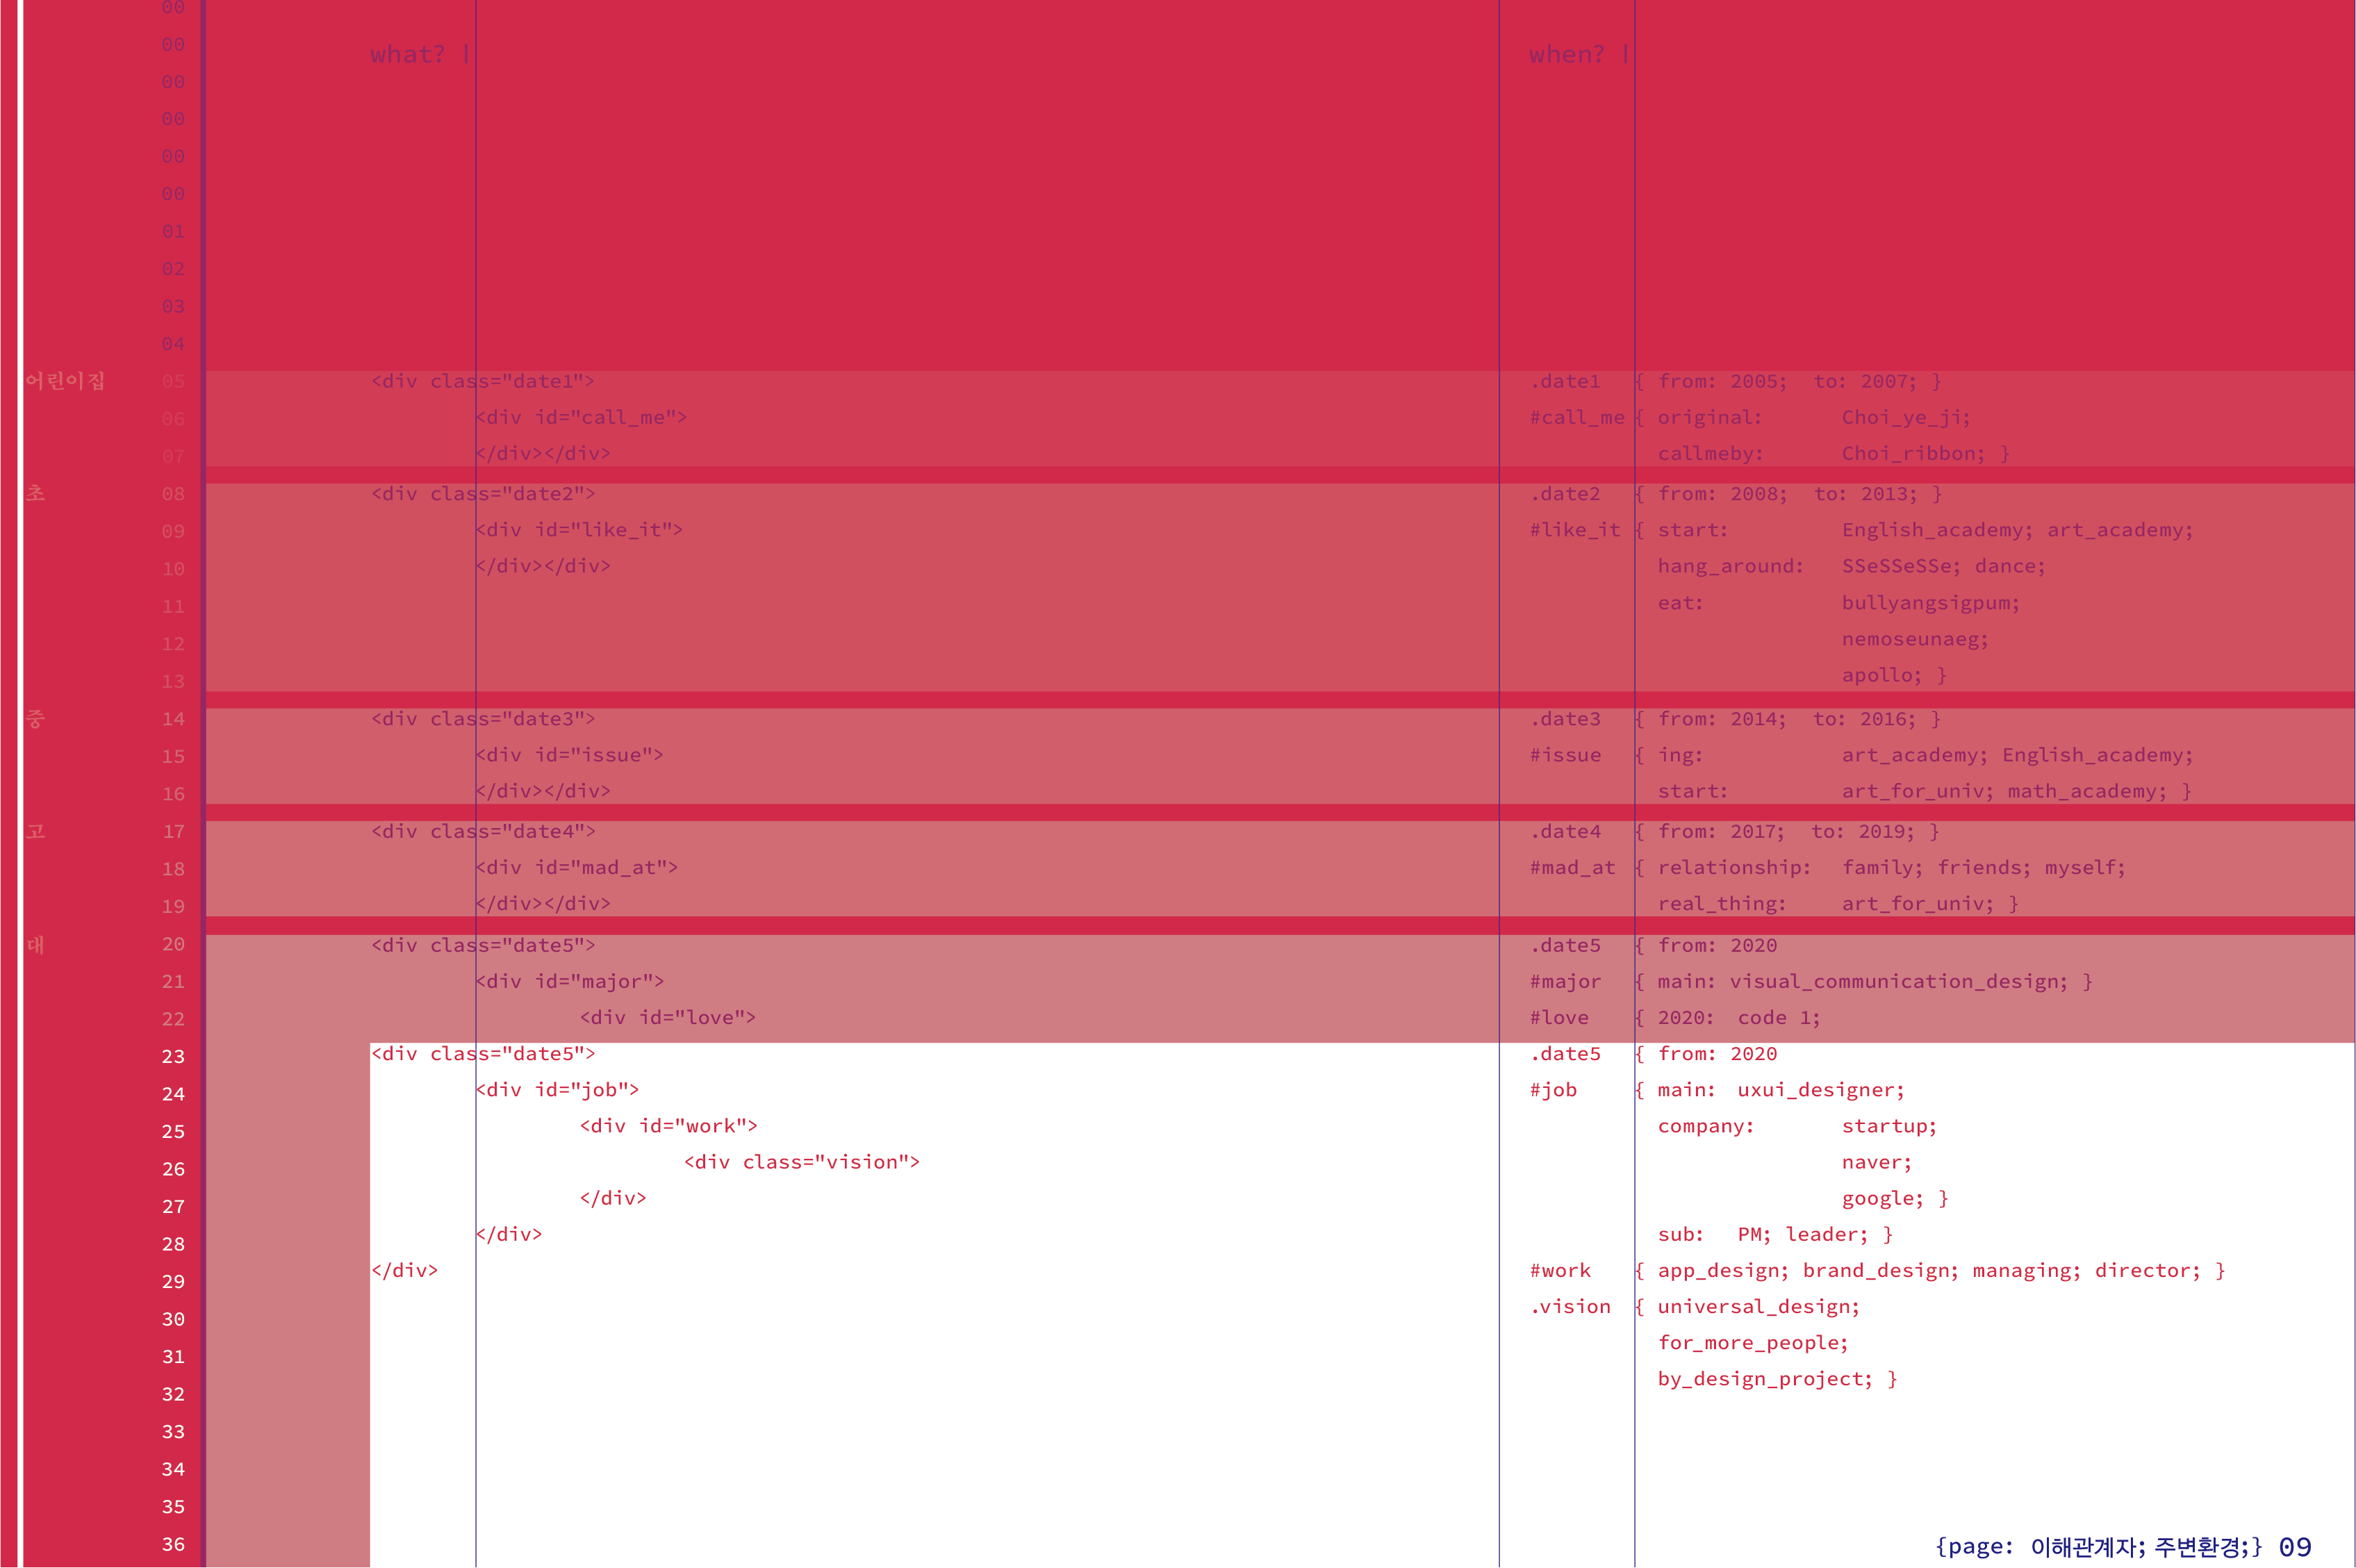 00
00
what? |
when? |
00
00
00
00
01
02
03
04
어린이집 05 <div class="date1"> .date1 { from: 2005; to: 2007; }
06 <div id="call_me"> #call_me { original: Choi_ye_ji;
07 </div></div> callmeby: Choi_ribbon; }
초 08 <div class="date2"> .date2 { from: 2008; to: 2013; }
09 <div id="like_it"> #like_it { start: English_academy; art_academy;
10 </div></div> hang_around: SSeSSeSSe; dance;
11 eat: bullyangsigpum;
12 nemoseunaeg;
13 apollo; }
중 14 <div class="date3"> .date3 { from: 2014; to: 2016; }
15 <div id="issue"> #issue { ing: art_academy; English_academy;
16 </div></div> start: art_for_univ; math_academy; }
고 17 <div class="date4"> .date4 { from: 2017; to: 2019; }
18 <div id="mad_at"> #mad_at { relationship: family; friends; myself;
19 </div></div> real_thing: art_for_univ; }
대 20 <div class="date5"> .date5 { from: 2020
21 <div id="major"> #major { main: visual_communication_design; }
22 <div id="love"> #love { 2020: code 1;
23 <div class="date5"> .date5 { from: 2020
24 <div id="job"> #job { main: uxui_designer;
25 <div id="work"> company: startup;
26 <div class="vision"> naver;
27 </div> google; }
28 </div> sub: PM; leader; }
29 </div> #work { app_design; brand_design; managing; director; }
30 .vision { universal_design;
31 for_more_people;
32 by_design_project; }
33
34
35
36 {page: 이해관계자; 주변환경;} 09